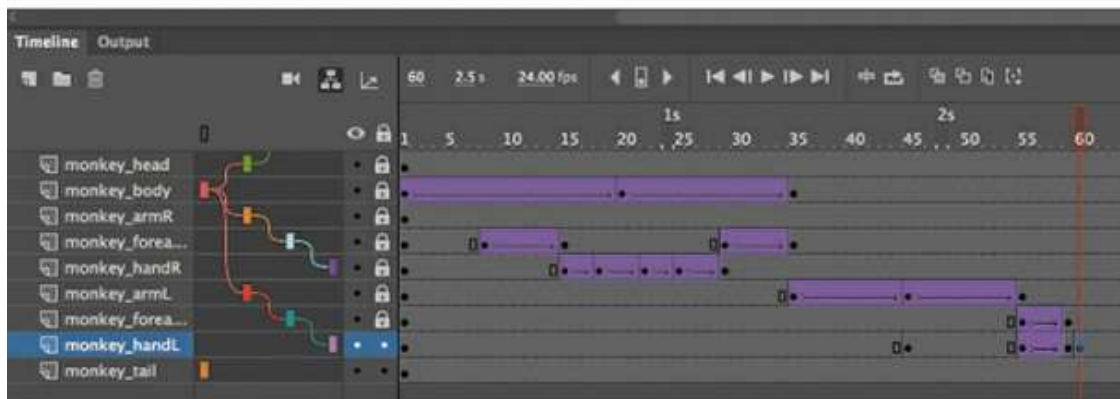 Timeline Output
60 2.5 s 24.00 fps
1s 2s
1 5 10 15 20 25 30 35 40 45 50 55 60
monkey_head
monkey_body
monkey_armR
monkey_forea...
monkey_handR
monkey_armL
monkey_forea...
monkey_handL
monkey_tail